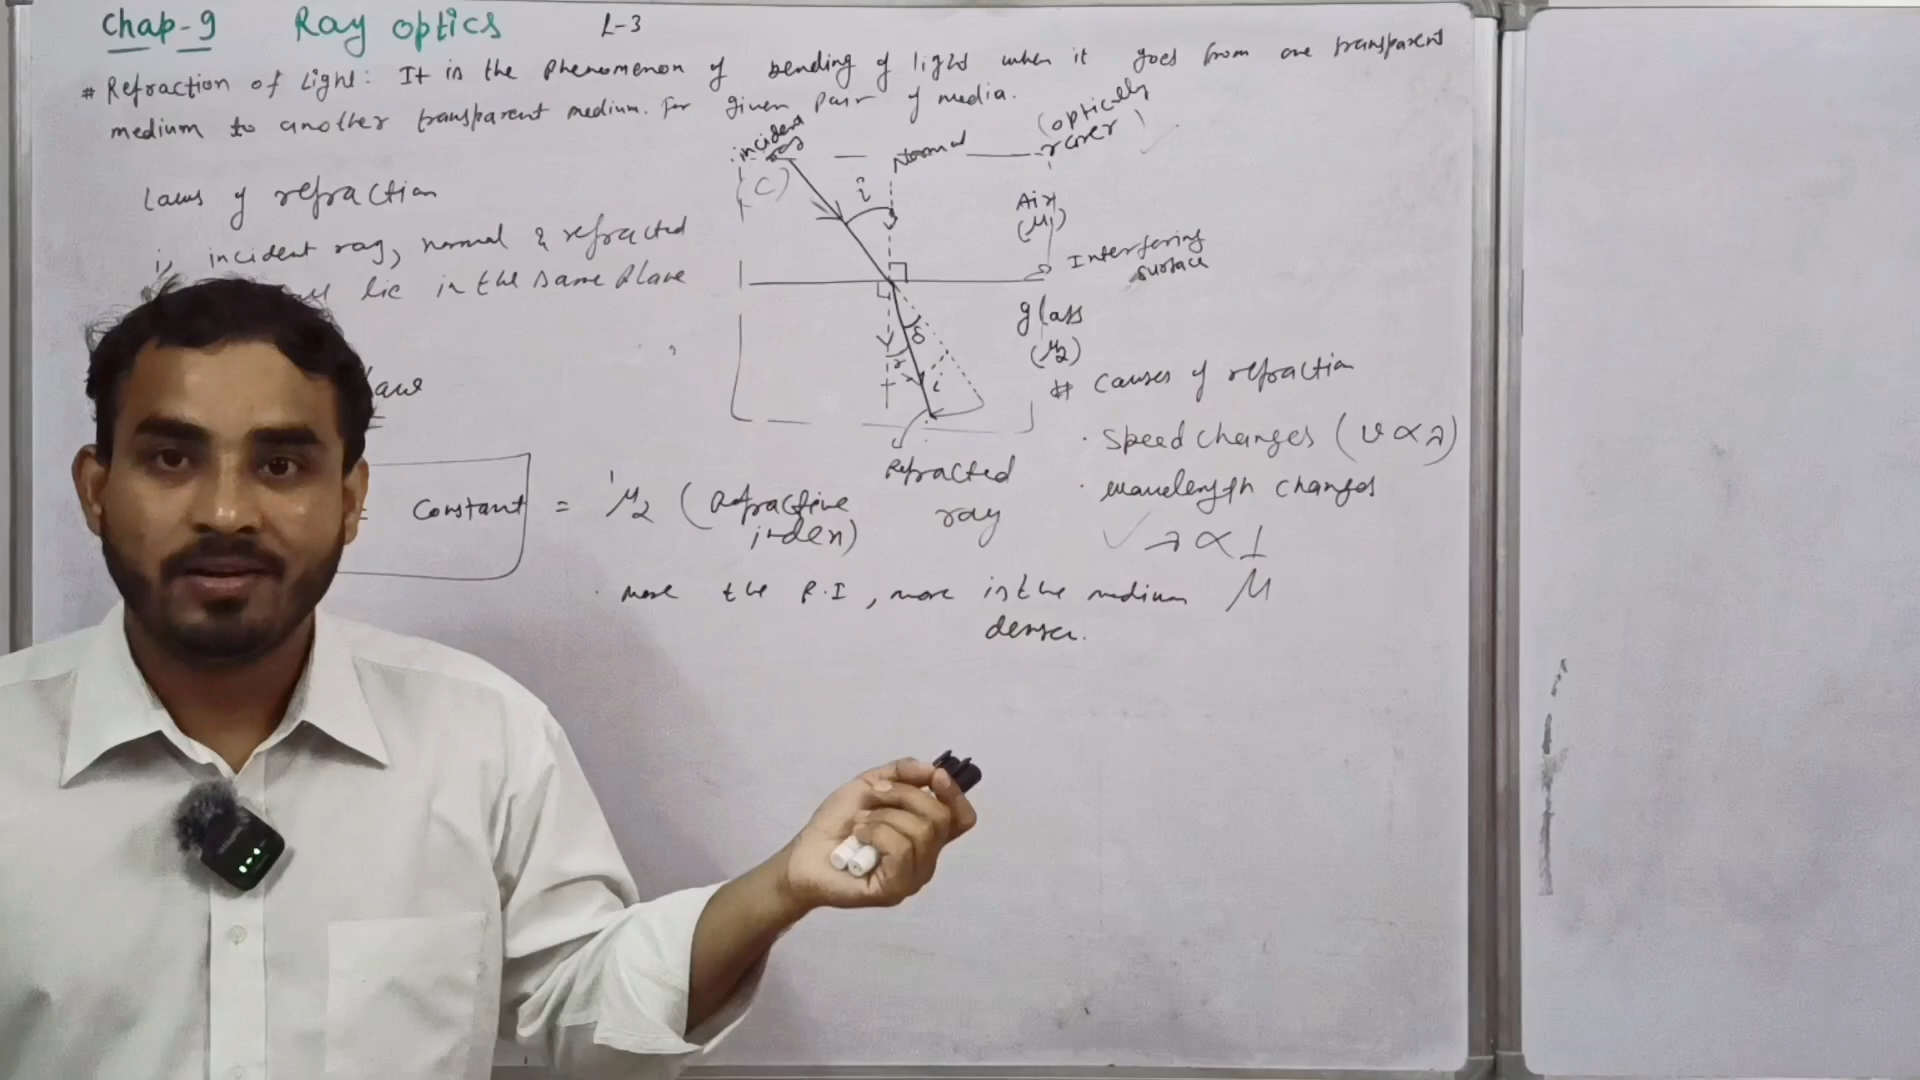 Chap-9 Ray optics L-3
# Refraction of Light: It is the Phenomenon of bending of light when it goes from one transparent
medium to another transparent medium. For given pair of media.
incident
ray
(C)
Normal
(optically
rarer)
î
Air
(μ1)
Interfering
surface
glass
(μ2)
δ
r
i
Refracted
ray
Laws of refraction
i) incident ray, normal & refracted
lie in the same plane
law
= Constant = ¹μ2 (Refractive
index)
# Causes of refraction
· Speed changes (v ∝ λ)
· wavelength changes
λ ∝ 1
μ
· more the R.I, more is the medium
denser.